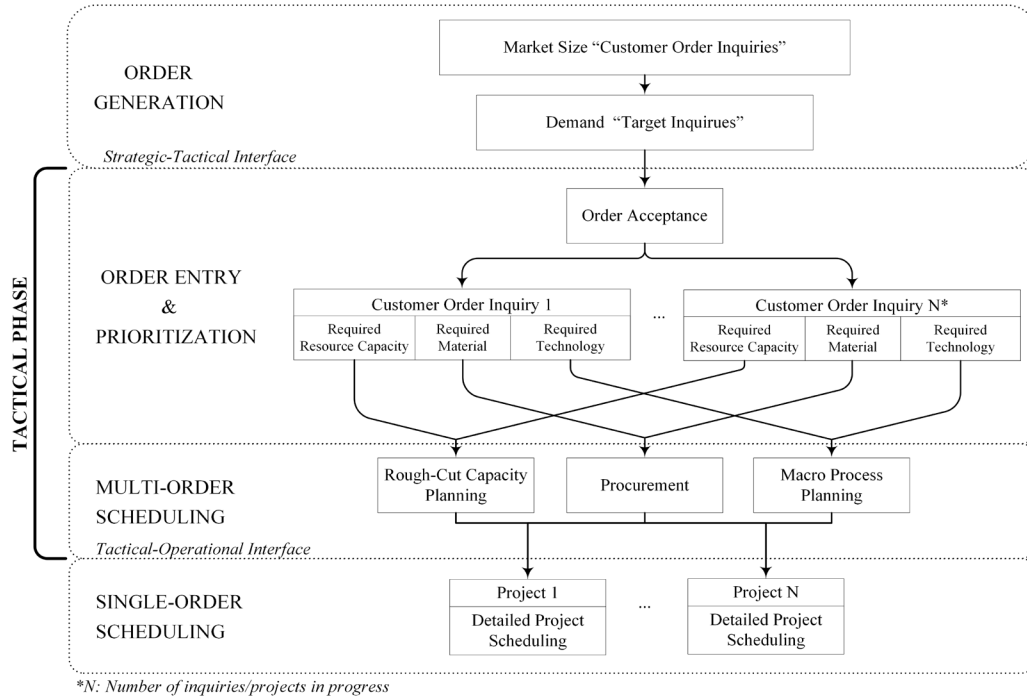 Market Size “Customer Order Inquiries”
ORDER
GENERATION
Demand “Target Inquirues”
Strategic-Tactical Interface
TACTICAL PHASE
Order Acceptance
ORDER ENTRY
&
PRIORITIZATION
Customer Order Inquiry 1
Required
Resource Capacity
Required
Material
Required
Technology
...
Customer Order Inquiry N*
Required
Resource Capacity
Required
Material
Required
Technology
MULTI-ORDER
SCHEDULING
Rough-Cut Capacity
Planning
Procurement
Macro Process
Planning
Tactical-Operational Interface
SINGLE-ORDER
SCHEDULING
Project 1
Detailed Project
Scheduling
...
Project N
Detailed Project
Scheduling
*N: Number of inquiries/projects in progress